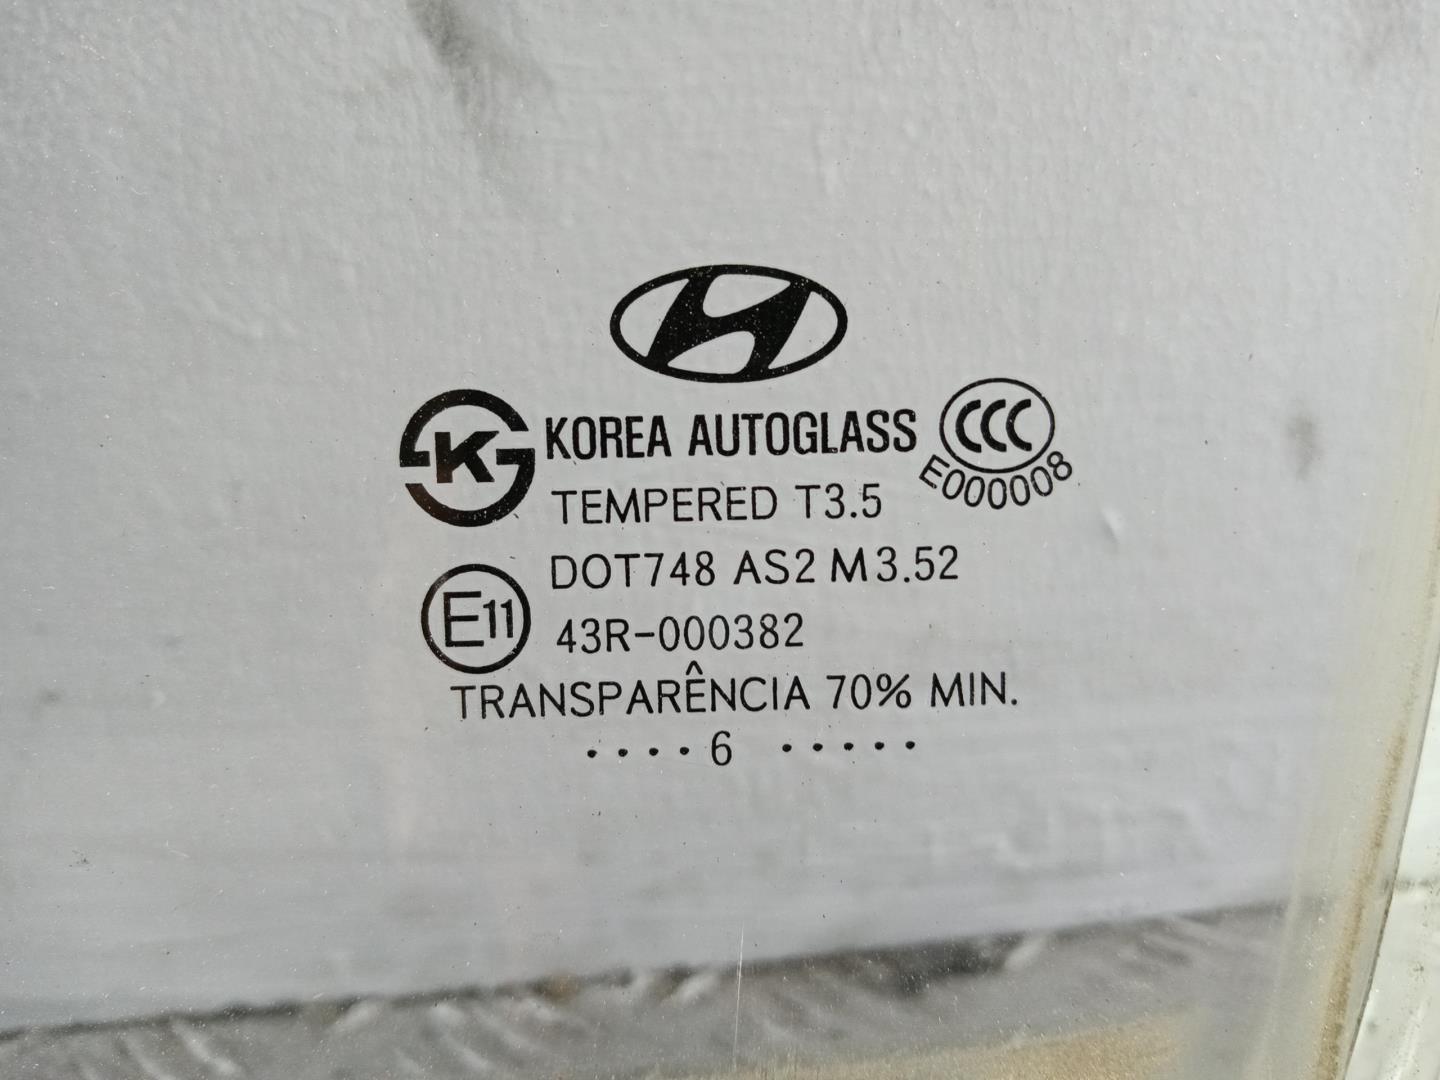 KOREA AUTOGLASS
CCC
E000008
K
TEMPERED T3.5
DOT748 AS2 M3.52
E11
43R-000382
TRANSPARÊNCIA 70% MIN.
····6 ·····